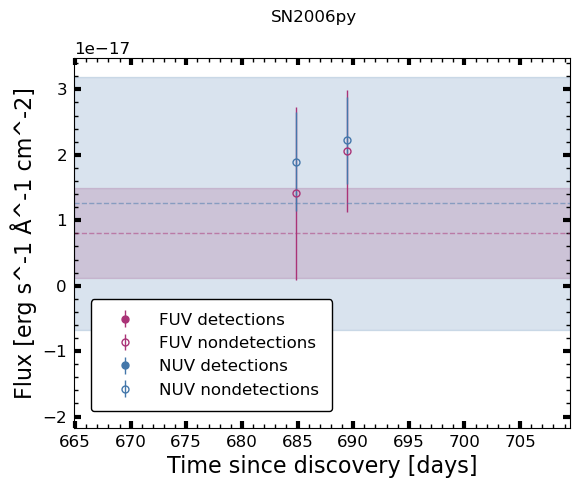 SN2006py
1e−17
Flux [erg s^-1 Å^-1 cm^-2]
3
2
1
0
−1
−2
FUV detections
FUV nondetections
NUV detections
NUV nondetections
665 670 675 680 685 690 695 700 705
Time since discovery [days]